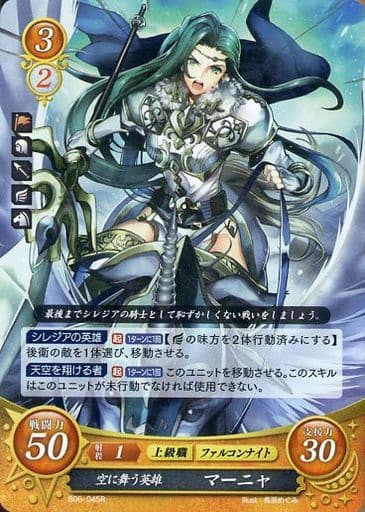 3
2
最後までシレジアの騎士として恥ずかしくない戦いをしましょう。
シレジアの英雄 起 1ターンに1回 【の味方を2体行動済みにする】
後衛の敵を1体選び、移動させる。
天空を翔ける者 起 1ターンに1回 このユニットを移動させる。このスキル
はこのユニットが未行動でなければ使用できない。
戦闘力
50
射程 1
上級職 ファルコンナイト
支援力
30
空に舞う英雄 マーニャ
B06-045R
Illust：長浜めぐみ